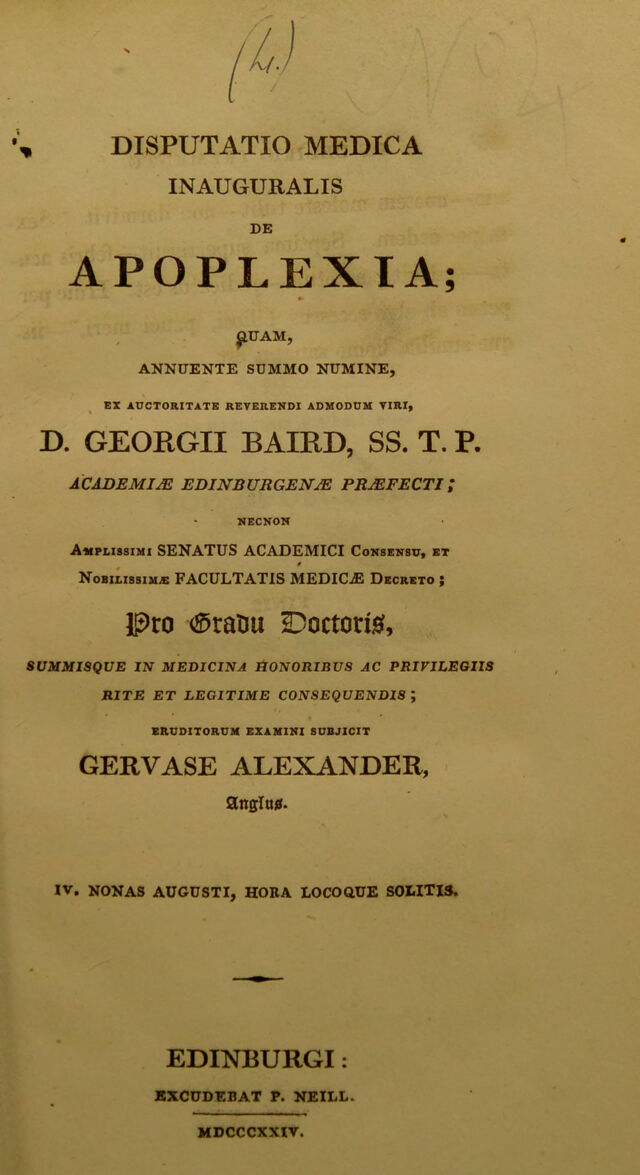 (4.)
DISPUTATIO MEDICA
INAUGURALIS
DE
APOPLEXIA;
QUAM,
ANNUENTE SUMMO NUMINE,
EX AUCTORITATE REVERENDI ADMODUM VIRI,
D. GEORGII BAIRD, SS. T. P.
ACADEMIÆ EDINBURGENÆ PRÆFECTI;
NECNON
AMPLISSIMI SENATUS ACADEMICI CONSENSU, ET
NOBILISSIMÆ FACULTATIS MEDICÆ DECRETO;
Pro Gradu Doctoris,
SUMMISQUE IN MEDICINA HONORIBUS AC PRIVILEGIIS
RITE ET LEGITIME CONSEQUENDIS;
ERUDITORUM EXAMINI SUBJICIT
GERVASE ALEXANDER,
Anglus.
IV. NONAS AUGUSTI, HORA LOCOQUE SOLITIS.
EDINBURGI:
EXCUDEBAT P. NEILL.
MDCCCXXIV.